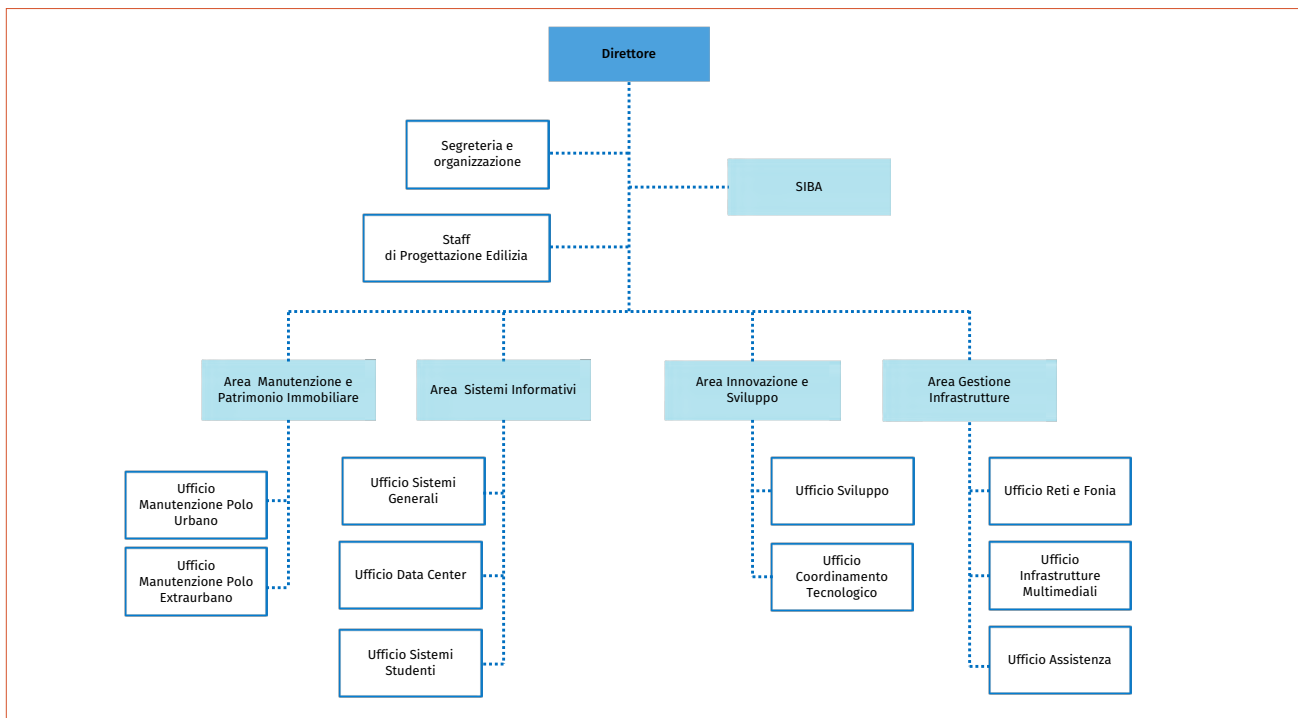 Direttore
Segreteria e
organizzazione
SIBA
Staff
di Progettazione Edilizia
Area Manutenzione e
Patrimonio Immobiliare
Area Sistemi Informativi
Area Innovazione e
Sviluppo
Area Gestione
Infrastrutture
Ufficio
Manutenzione Polo
Urbano
Ufficio
Manutenzione Polo
Extraurbano
Ufficio Sistemi
Generali
Ufficio Data Center
Ufficio Sistemi
Studenti
Ufficio Sviluppo
Ufficio
Coordinamento
Tecnologico
Ufficio Reti e Fonia
Ufficio
Infrastrutture
Multimediali
Ufficio Assistenza